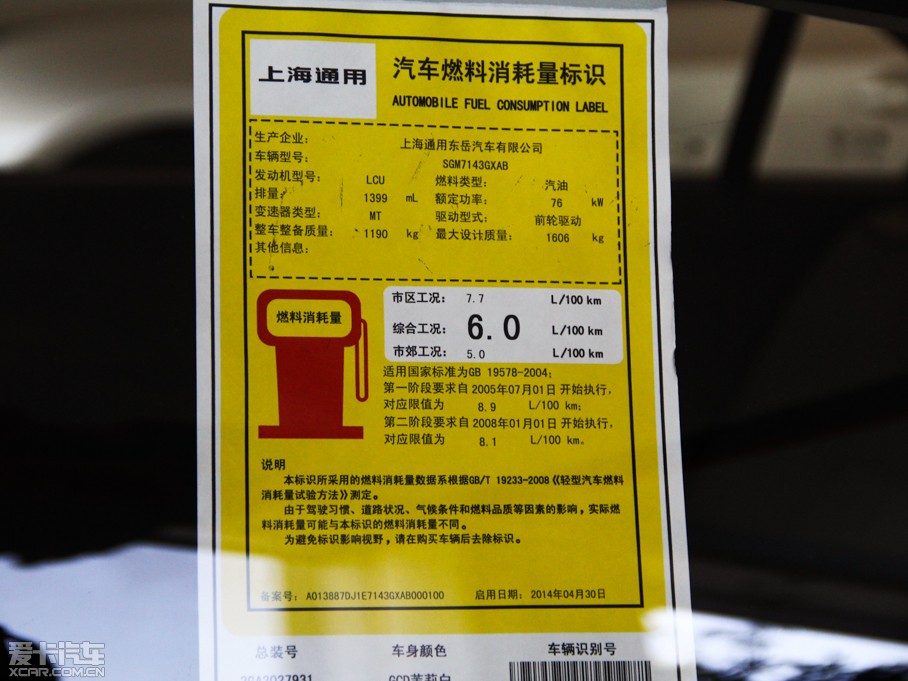 上海通用
汽车燃料消耗量标识
AUTOMOBILE FUEL CONSUMPTION LABEL
生产企业: 上海通用东岳汽车有限公司
车辆型号: SGM7143GXAB
发动机型号: LCU 燃料类型: 汽油
排量: 1399 mL 额定功率: 76 kW
变速器类型: MT 驱动型式: 前轮驱动
整车整备质量: 1190 kg 最大设计质量: 1606 kg
其他信息:
燃料消耗量
市区工况: 7.7 L/100 km
综合工况: 6.0 L/100 km
市郊工况: 5.0 L/100 km
适用国家标准为GB 19578-2004;
第一阶段要求自 2005年07月01日 开始执行,
对应限值为 8.9 L/100 km;
第二阶段要求自 2008年01月01日 开始执行,
对应限值为 8.1 L/100 km。
说明
本标识所采用的燃料消耗量数据系根据GB/T 19233-2008《轻型汽车燃料
消耗量试验方法》测定。
由于驾驶习惯、道路状况、气候条件和燃料品质等因素的影响,实际燃
料消耗量可能与本标识的燃料消耗量不同。
为避免标识影响视野,请在购买车辆后去除标识。
备案号: A013887DJ1E7143GXAB000100 启用日期: 2014年04月30日
总装号 车身颜色 车辆识别号
GCD茉莉白
爱卡汽车
XCAR.COM.CN